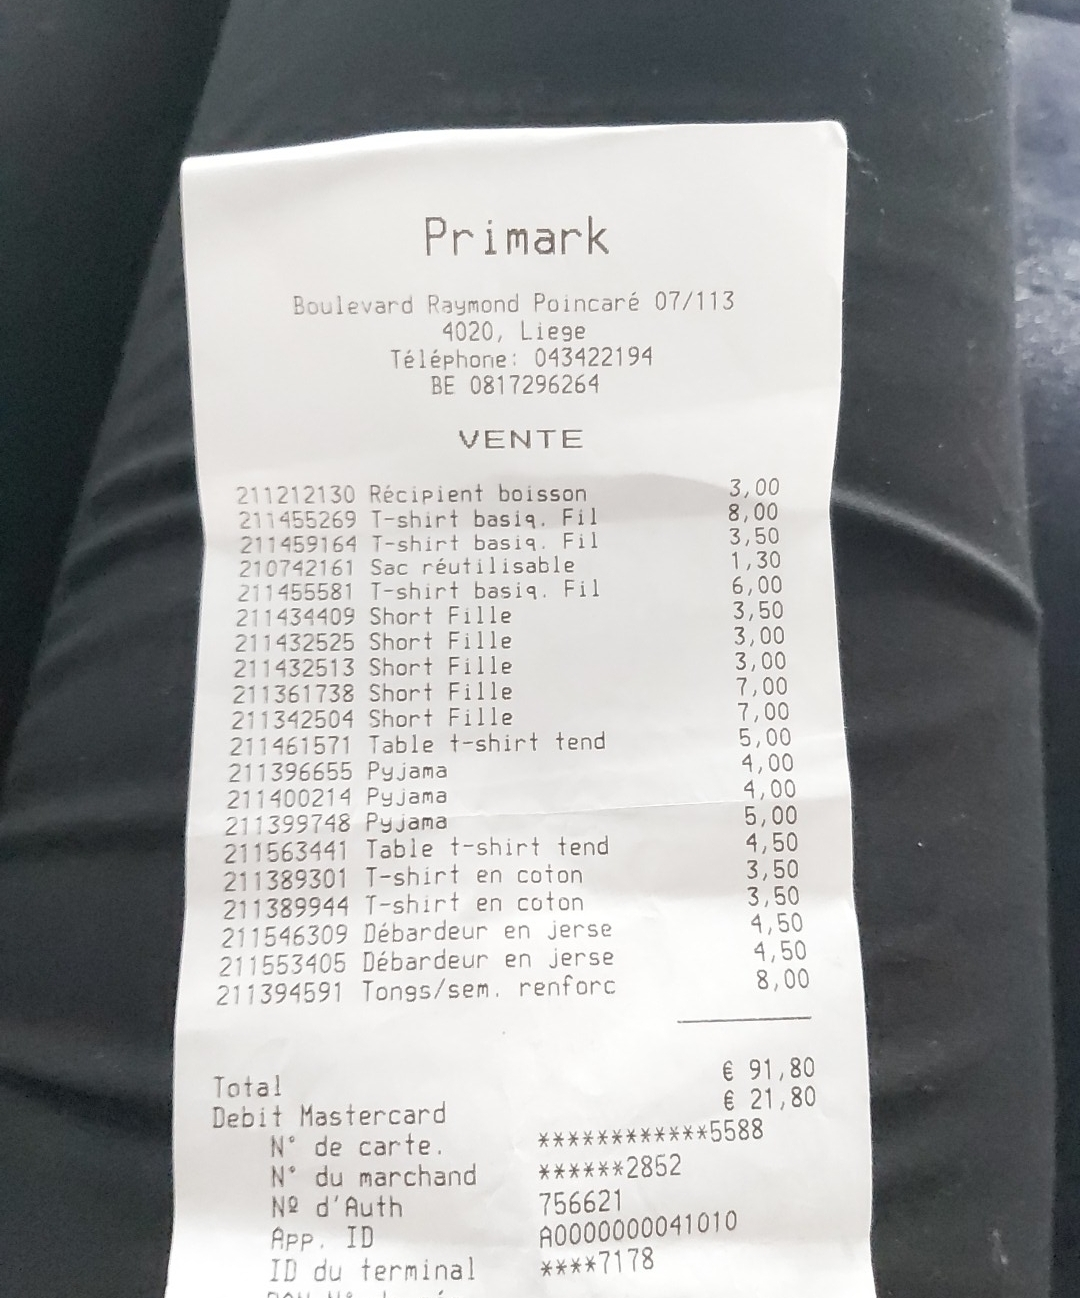 Primark
Boulevard Raymond Poincaré 07/113
4020, Liege
Téléphone: 043422194
BE 0817296264
VENTE
211212130 Récipient boisson 3,00
211455269 T-shirt basiq. Fil 8,00
211459164 T-shirt basiq. Fil 3,50
210742161 Sac réutilisable 1,30
211455581 T-shirt basiq. Fil 6,00
211434409 Short Fille 3,50
211432525 Short Fille 3,00
211432513 Short Fille 3,00
211361738 Short Fille 7,00
211342504 Short Fille 7,00
211461571 Table t-shirt tend 5,00
211396655 Pyjama 4,00
211400214 Pyjama 4,00
211399748 Pyjama 5,00
211563441 Table t-shirt tend 4,50
211389301 T-shirt en coton 3,50
211389944 T-shirt en coton 3,50
211546309 Débardeur en jerse 4,50
211553405 Débardeur en jerse 4,50
211394591 Tongs/sem. renforc 8,00
Total € 91,80
Debit Mastercard € 21,80
N° de carte. ************5588
N° du marchand ******2852
Nº d'Auth 756621
App. ID A0000000041010
ID du terminal ****7178